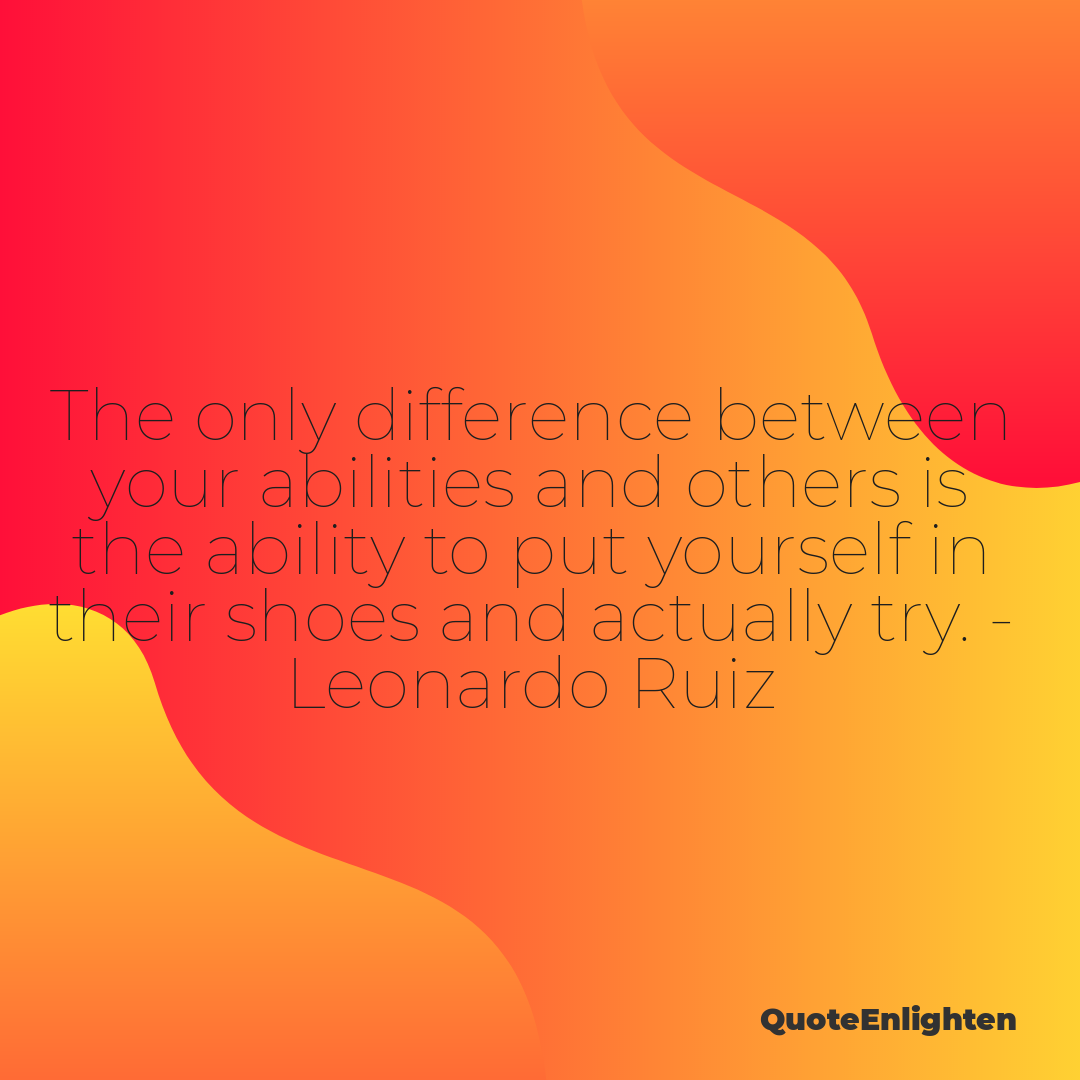 The only difference between
your abilities and others is
the ability to put yourself in
their shoes and actually try. -
Leonardo Ruiz
QuoteEnlighten